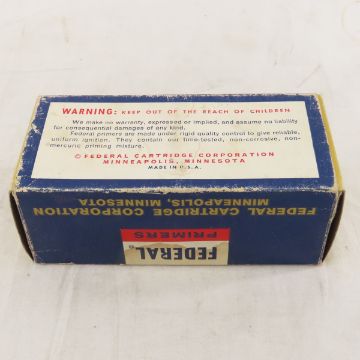 WARNING: KEEP OUT OF THE REACH OF CHILDREN
We make no warranty, expressed or implied, and assume no liability
for consequential damages of any kind.
Federal primers are made under rigid quality control to give reliable,
uniform ignition. They contain our time-tested, non-corrosive, non-
mercuric priming mixture.
© FEDERAL CARTRIDGE CORPORATION
MINNEAPOLIS, MINNESOTA
MADE IN U.S.A.
FEDERAL
PRIMERS
FEDERAL CARTRIDGE CORPORATION
MINNEAPOLIS, MINNESOTA